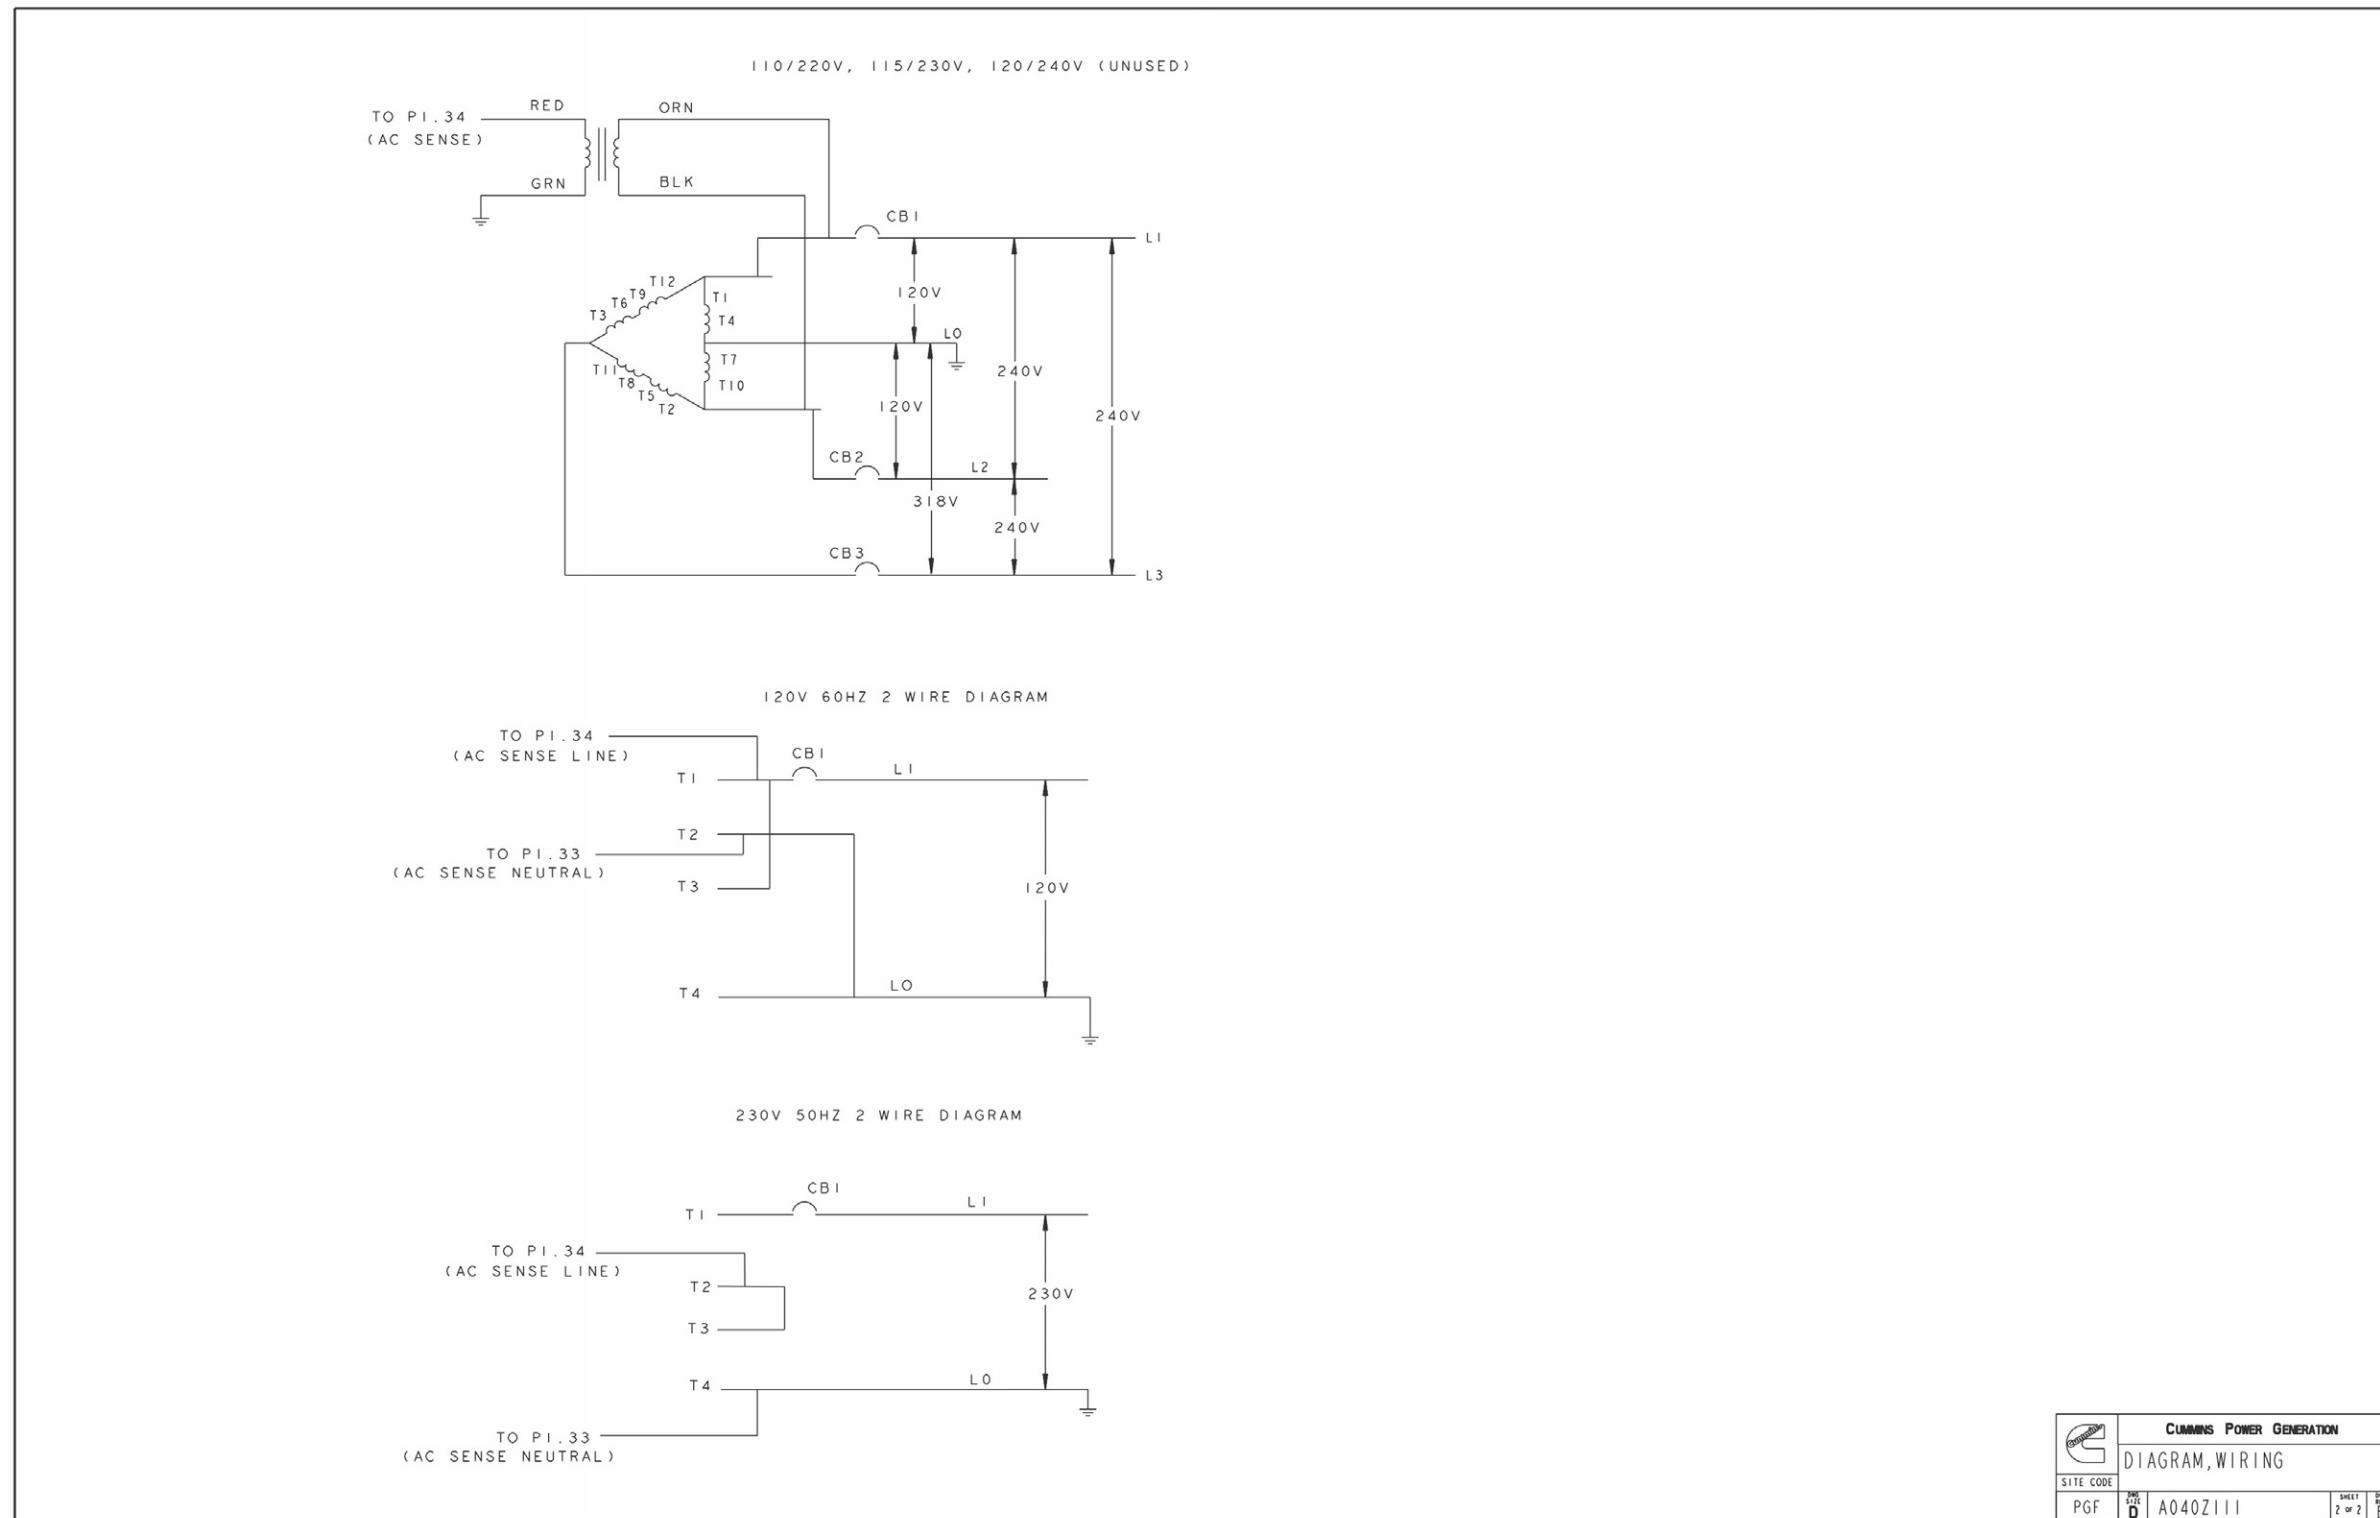 110/220V, 115/230V, 120/240V (UNUSED)
RED
ORN
TO P1.34
(AC SENSE)
GRN
BLK
CB1
L1
T12
T9
T6
T3
T1
T4
120V
L0
T7
T10
T11
T8
T5
T2
240V
120V
240V
CB2
L2
318V
240V
CB3
L3
120V 60HZ 2 WIRE DIAGRAM
TO P1.34
(AC SENSE LINE)
CB1
L1
T1
T2
TO P1.33
(AC SENSE NEUTRAL)
T3
120V
T4
L0
230V 50HZ 2 WIRE DIAGRAM
CB1
L1
T1
TO P1.34
(AC SENSE LINE)
T2
230V
T3
T4
L0
TO P1.33
(AC SENSE NEUTRAL)
Cummins
CUMMINS POWER GENERATION
DIAGRAM, WIRING
SITE CODE
PGF
DWG SIZE
D
A040Z111
SHEET
2 OF 2